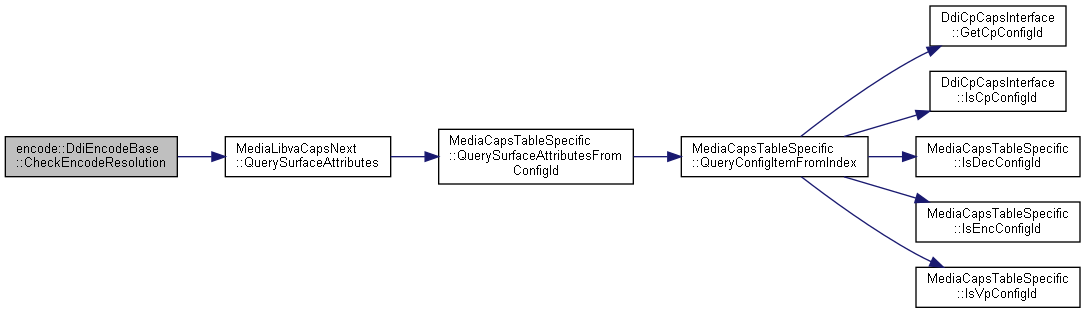 encode::DdiEncodeBase
::CheckEncodeResolution
MediaLibvaCapsNext
::QuerySurfaceAttributes
MediaCapsTableSpecific
::QuerySurfaceAttributesFrom
ConfigId
MediaCapsTableSpecific
::QueryConfigItemFromIndex
DdiCpCapsInterface
::GetCpConfigId
DdiCpCapsInterface
::IsCpConfigId
MediaCapsTableSpecific
::IsDecConfigId
MediaCapsTableSpecific
::IsEncConfigId
MediaCapsTableSpecific
::IsVpConfigId